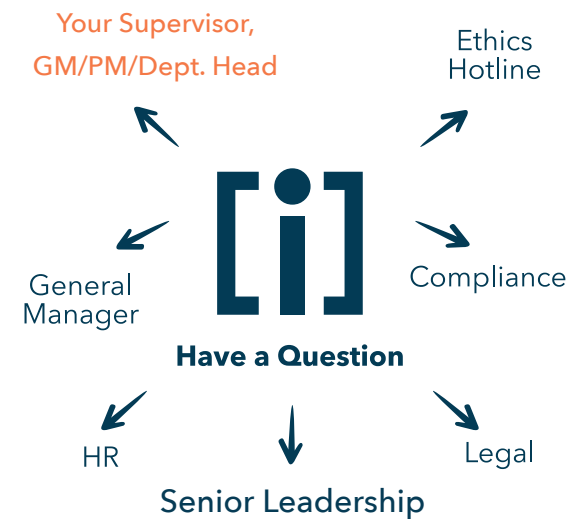 Your Supervisor,
GM/PM/Dept. Head
Ethics
Hotline
[i]
General
Manager
Compliance
Have a Question
HR
Legal
Senior Leadership